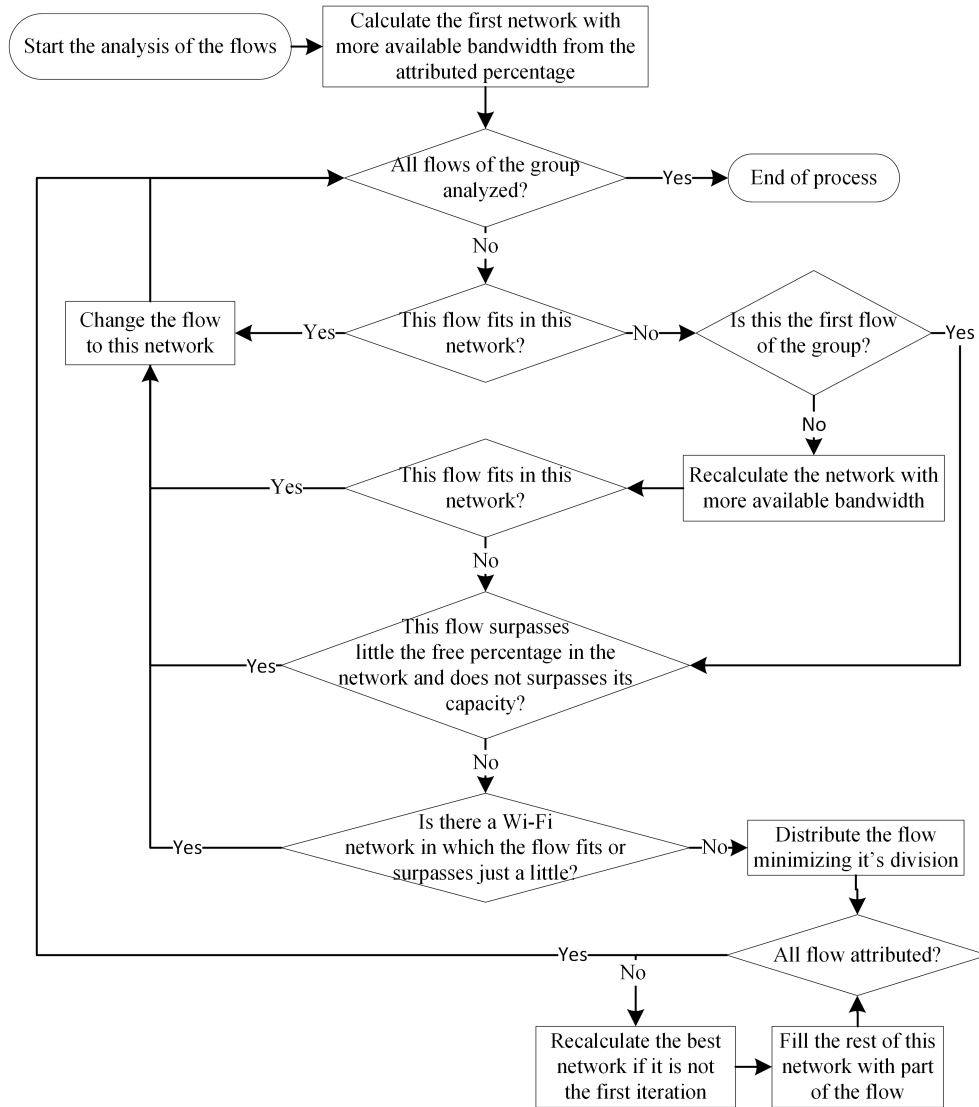 Start the analysis of the flows
Calculate the first network with
more available bandwidth from the
attributed percentage
All flows of the group
analyzed?
Yes
End of process
No
Change the flow
to this network
Yes
This flow fits in this
network?
No
Is this the first flow
of the group?
Yes
No
Recalculate the network with
more available bandwidth
This flow fits in this
network?
Yes
No
This flow surpasses
little the free percentage in the
network and does not surpasses its
capacity?
Yes
No
Is there a Wi-Fi
network in which the flow fits or
surpasses just a little?
Yes
No
Distribute the flow
minimizing it's division
All flow attributed?
Yes
No
Recalculate the best
network if it is not
the first iteration
Fill the rest of this
network with part
of the flow